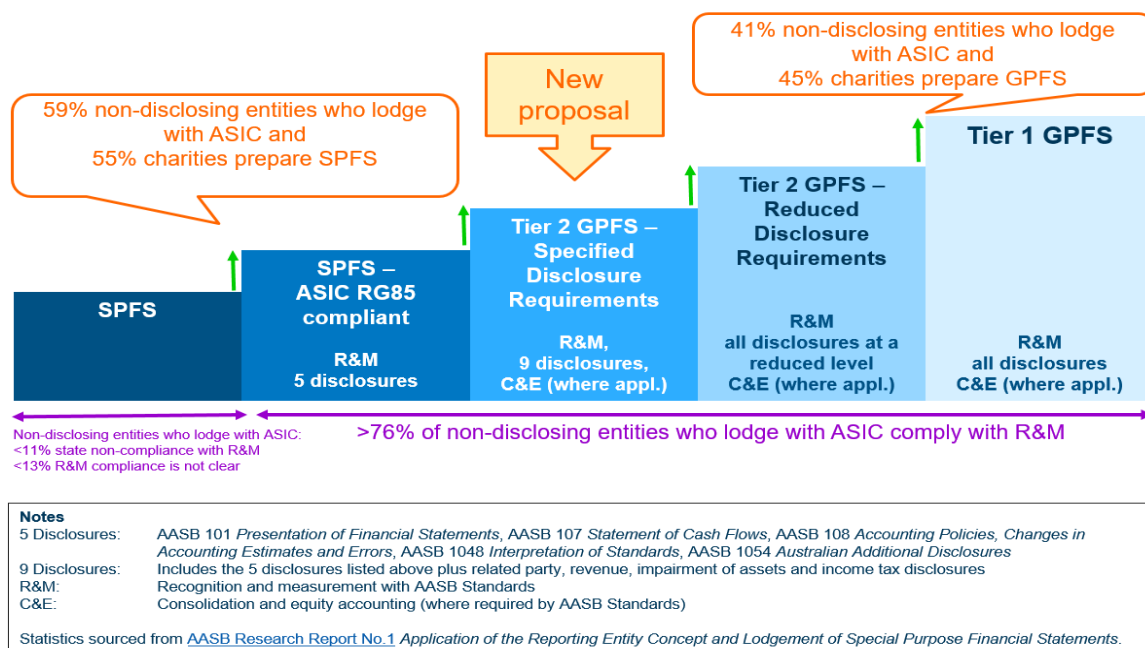 59% non-disclosing entities who lodge
with ASIC and
55% charities prepare SPFS
New
proposal
41% non-disclosing entities who lodge
with ASIC and
45% charities prepare GPFS
SPFS
SPFS –
ASIC RG85
compliant
R&M
5 disclosures
Tier 2 GPFS –
Specified
Disclosure
Requirements
R&M,
9 disclosures,
C&E (where appl.)
Tier 2 GPFS –
Reduced
Disclosure
Requirements
R&M
all disclosures at a
reduced level
C&E (where appl.)
Tier 1 GPFS
R&M
all disclosures
C&E (where appl.)
Non-disclosing entities who lodge with ASIC:
<11% state non-compliance with R&M
<13% R&M compliance is not clear
>76% of non-disclosing entities who lodge with ASIC comply with R&M
Notes
5 Disclosures: AASB 101 Presentation of Financial Statements, AASB 107 Statement of Cash Flows, AASB 108 Accounting Policies, Changes in
Accounting Estimates and Errors, AASB 1048 Interpretation of Standards, AASB 1054 Australian Additional Disclosures
9 Disclosures: Includes the 5 disclosures listed above plus related party, revenue, impairment of assets and income tax disclosures
R&M: Recognition and measurement with AASB Standards
C&E: Consolidation and equity accounting (where required by AASB Standards)
Statistics sourced from AASB Research Report No.1 Application of the Reporting Entity Concept and Lodgement of Special Purpose Financial Statements.